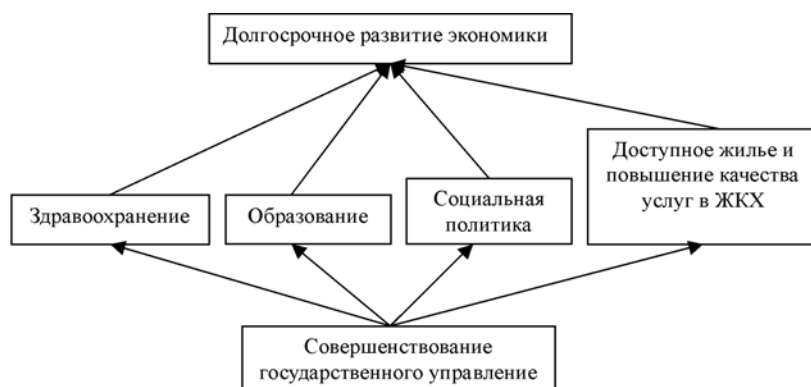 Долгосрочное развитие экономики
Здравоохранение
Образование
Социальная
политика
Доступное жилье и
повышение качества
услуг в ЖКХ
Совершенствование
государственного управление